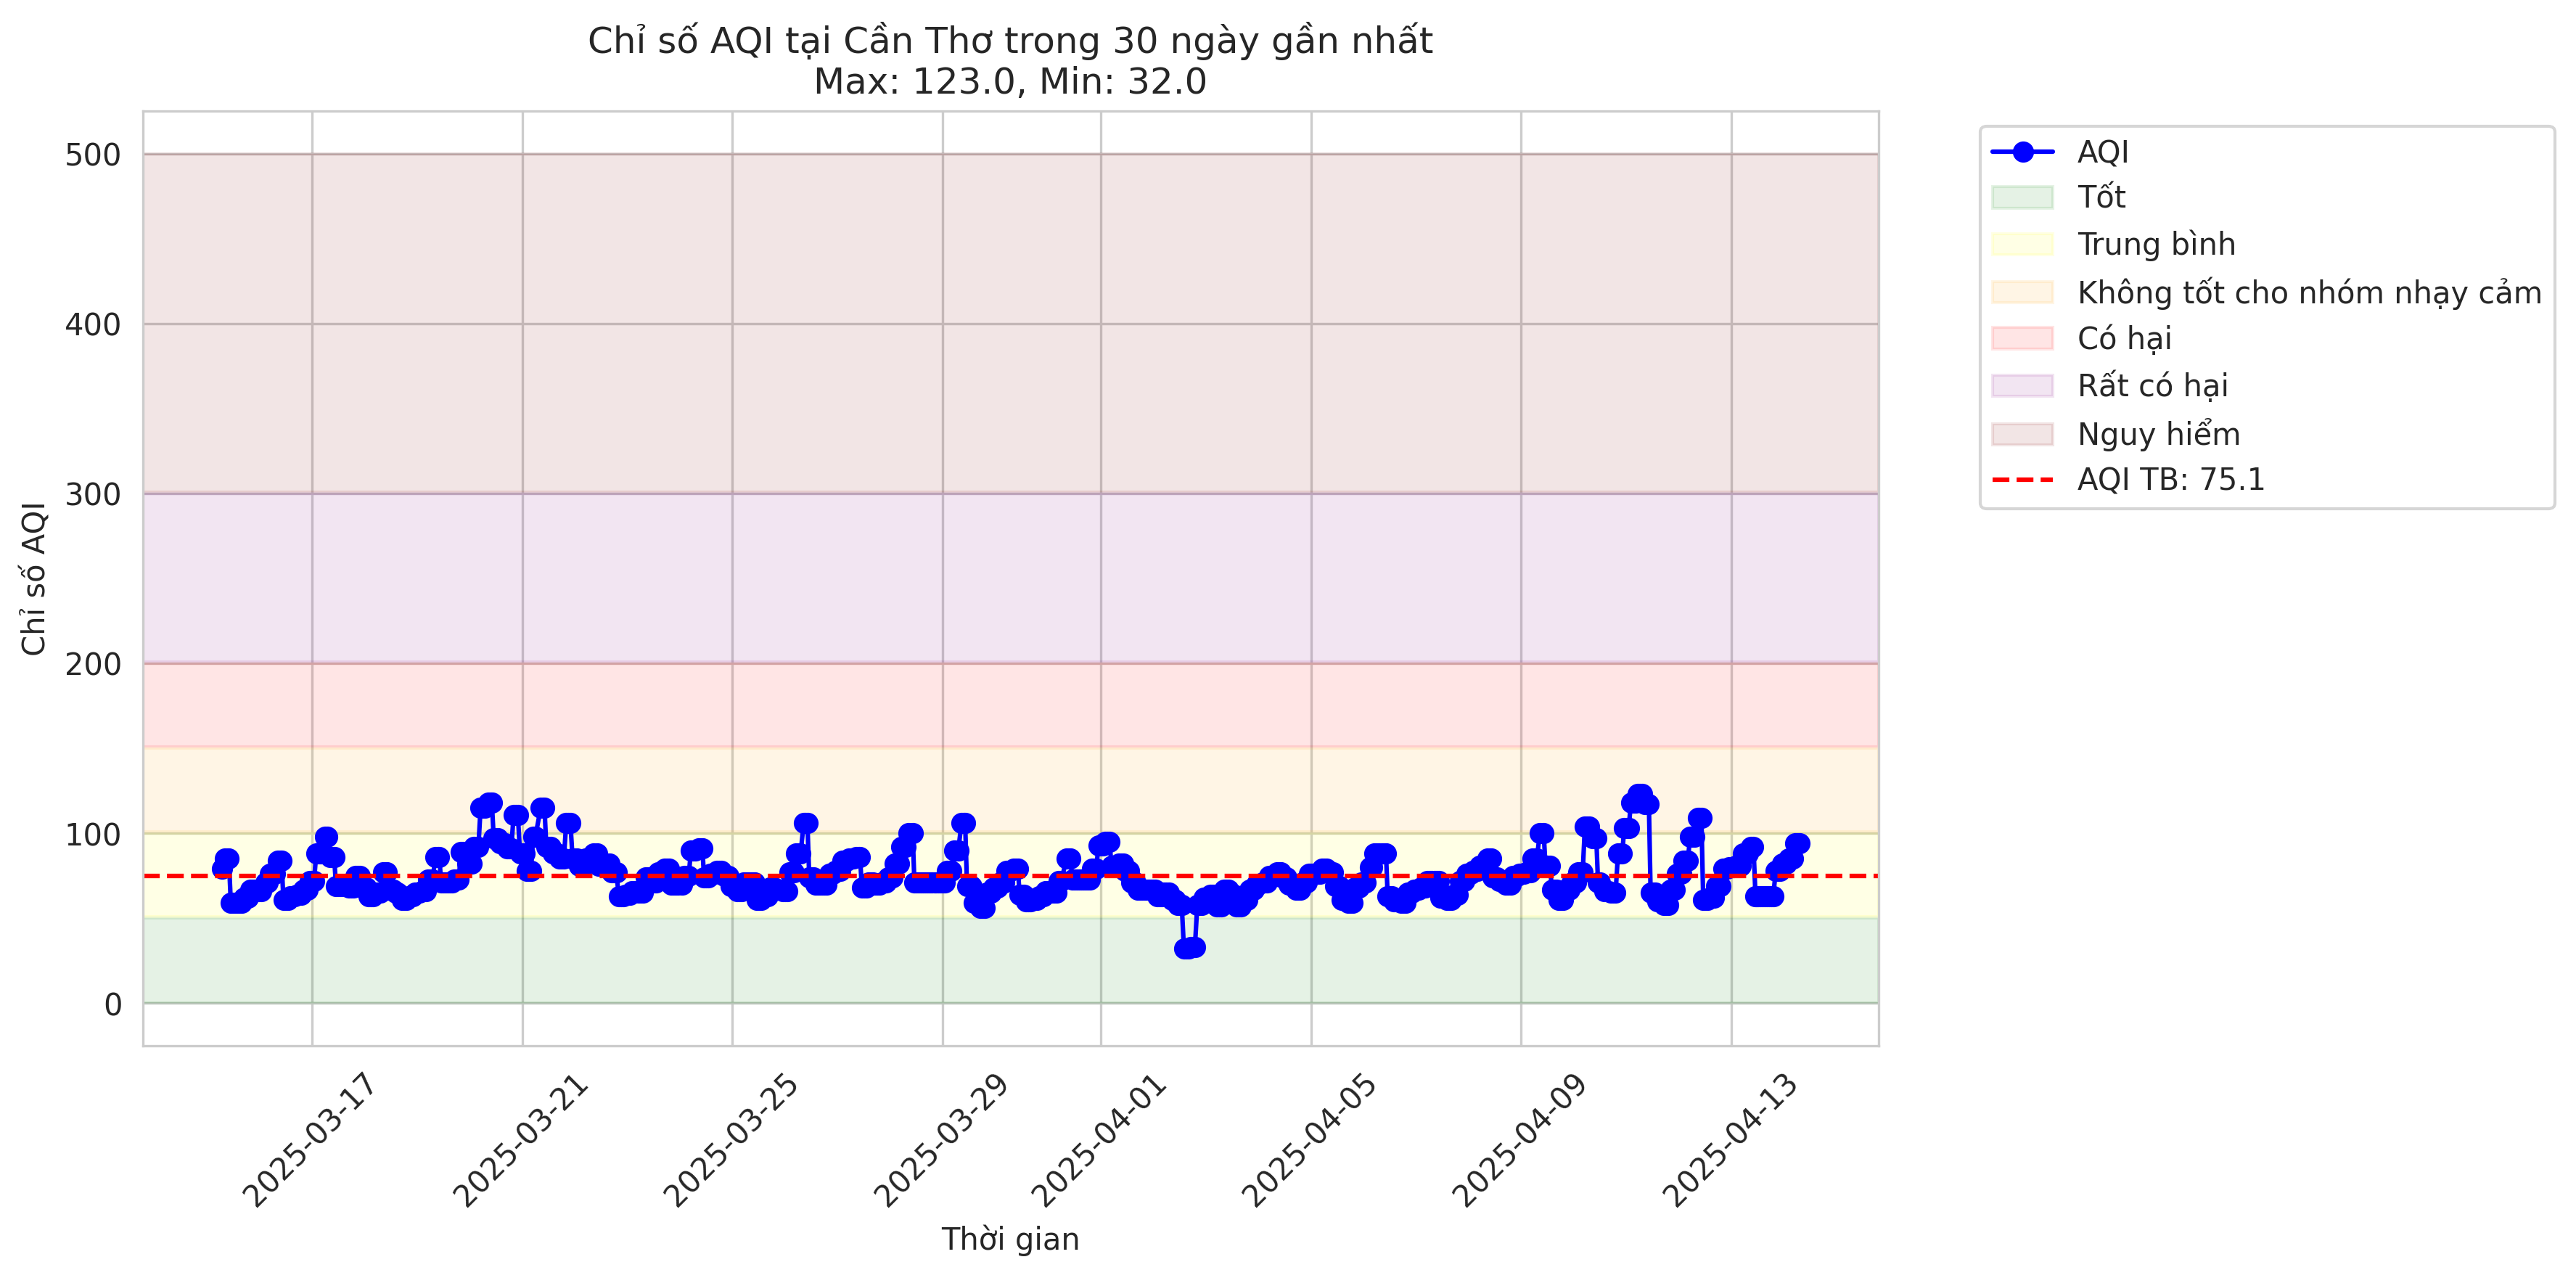 Chỉ số AQI tại Cần Thơ trong 30 ngày gần nhất
Max: 123.0, Min: 32.0
Chỉ số AQI
500
400
300
200
100
0
2025-03-17
2025-03-21
2025-03-25
2025-03-29
2025-04-01
2025-04-05
2025-04-09
2025-04-13
Thời gian
AQI
Tốt
Trung bình
Không tốt cho nhóm nhạy cảm
Có hại
Rất có hại
Nguy hiểm
AQI TB: 75.1